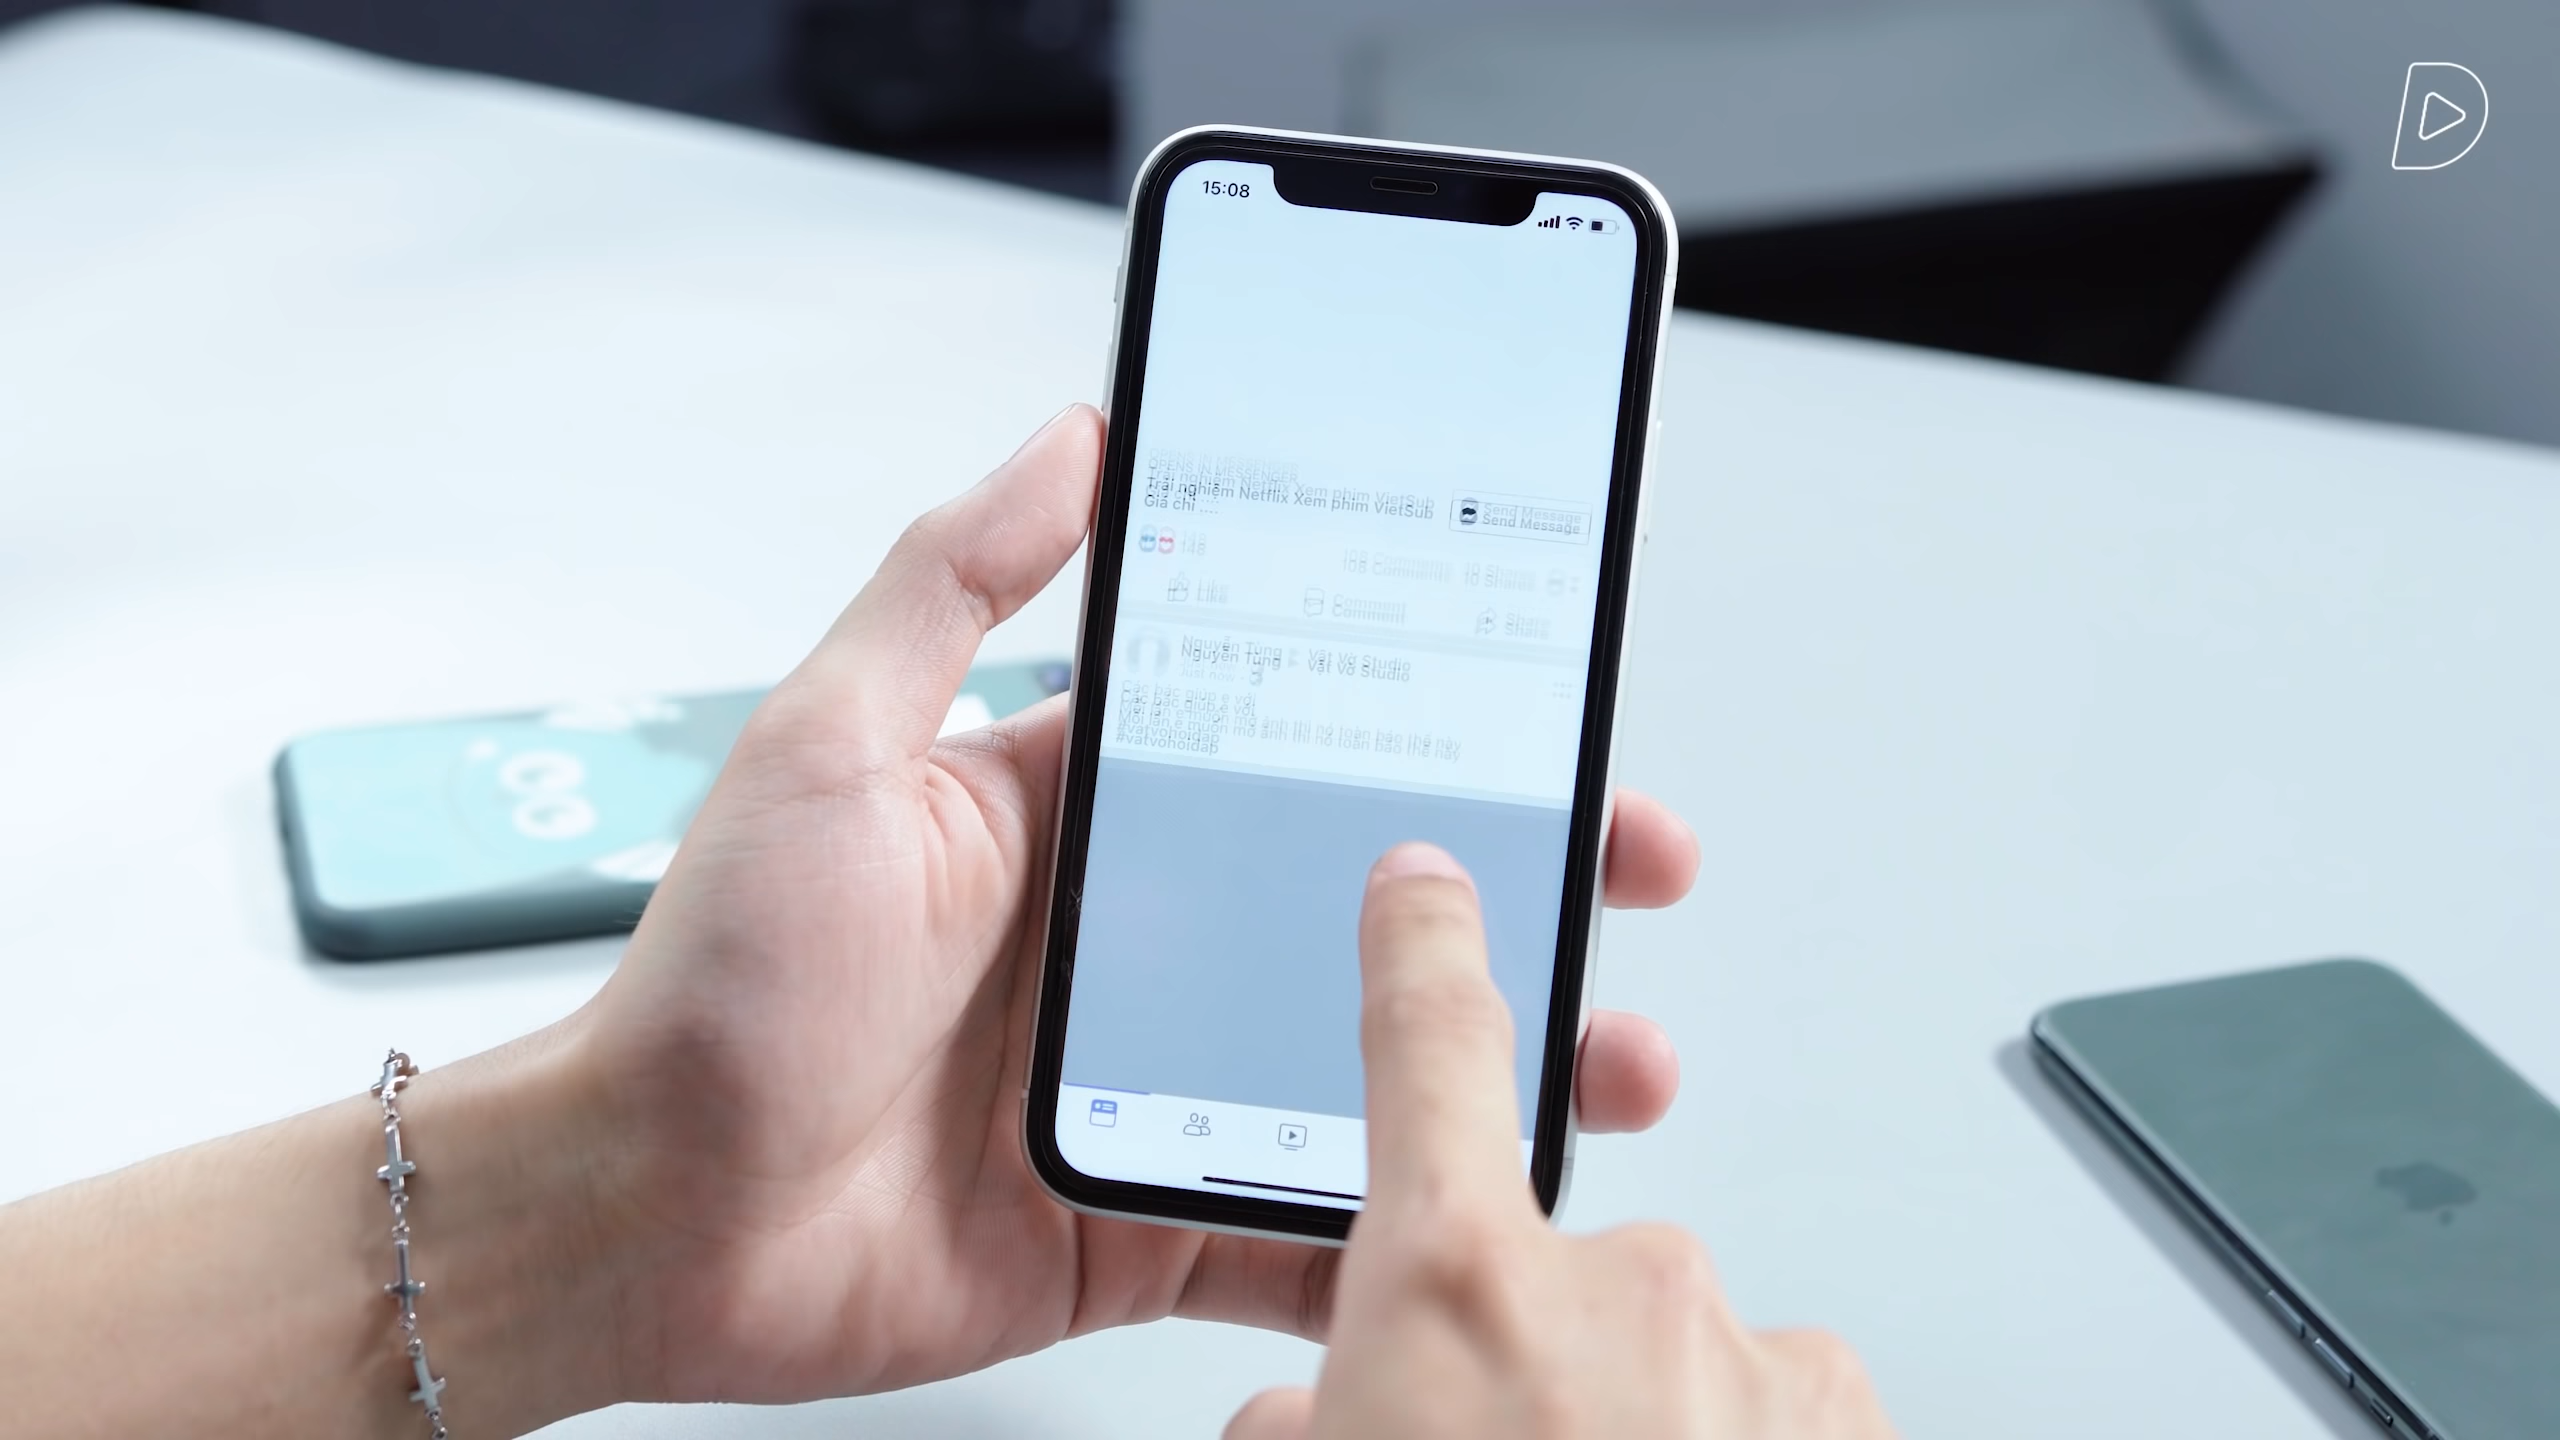 15:08
OPENS IN MESSENGER
Trải nghiệm Netflix Xem phim VietSub
Giá chỉ ....
Send Message
148
108 Comments 10 Shares
Like
Comment
Share
Nguyễn Tùng ▸ Vật Vờ Studio
Just now
Các bác giúp e với
Mỗi lần e muốn mở ảnh thì nó toàn báo thế này
#vatvohoidap